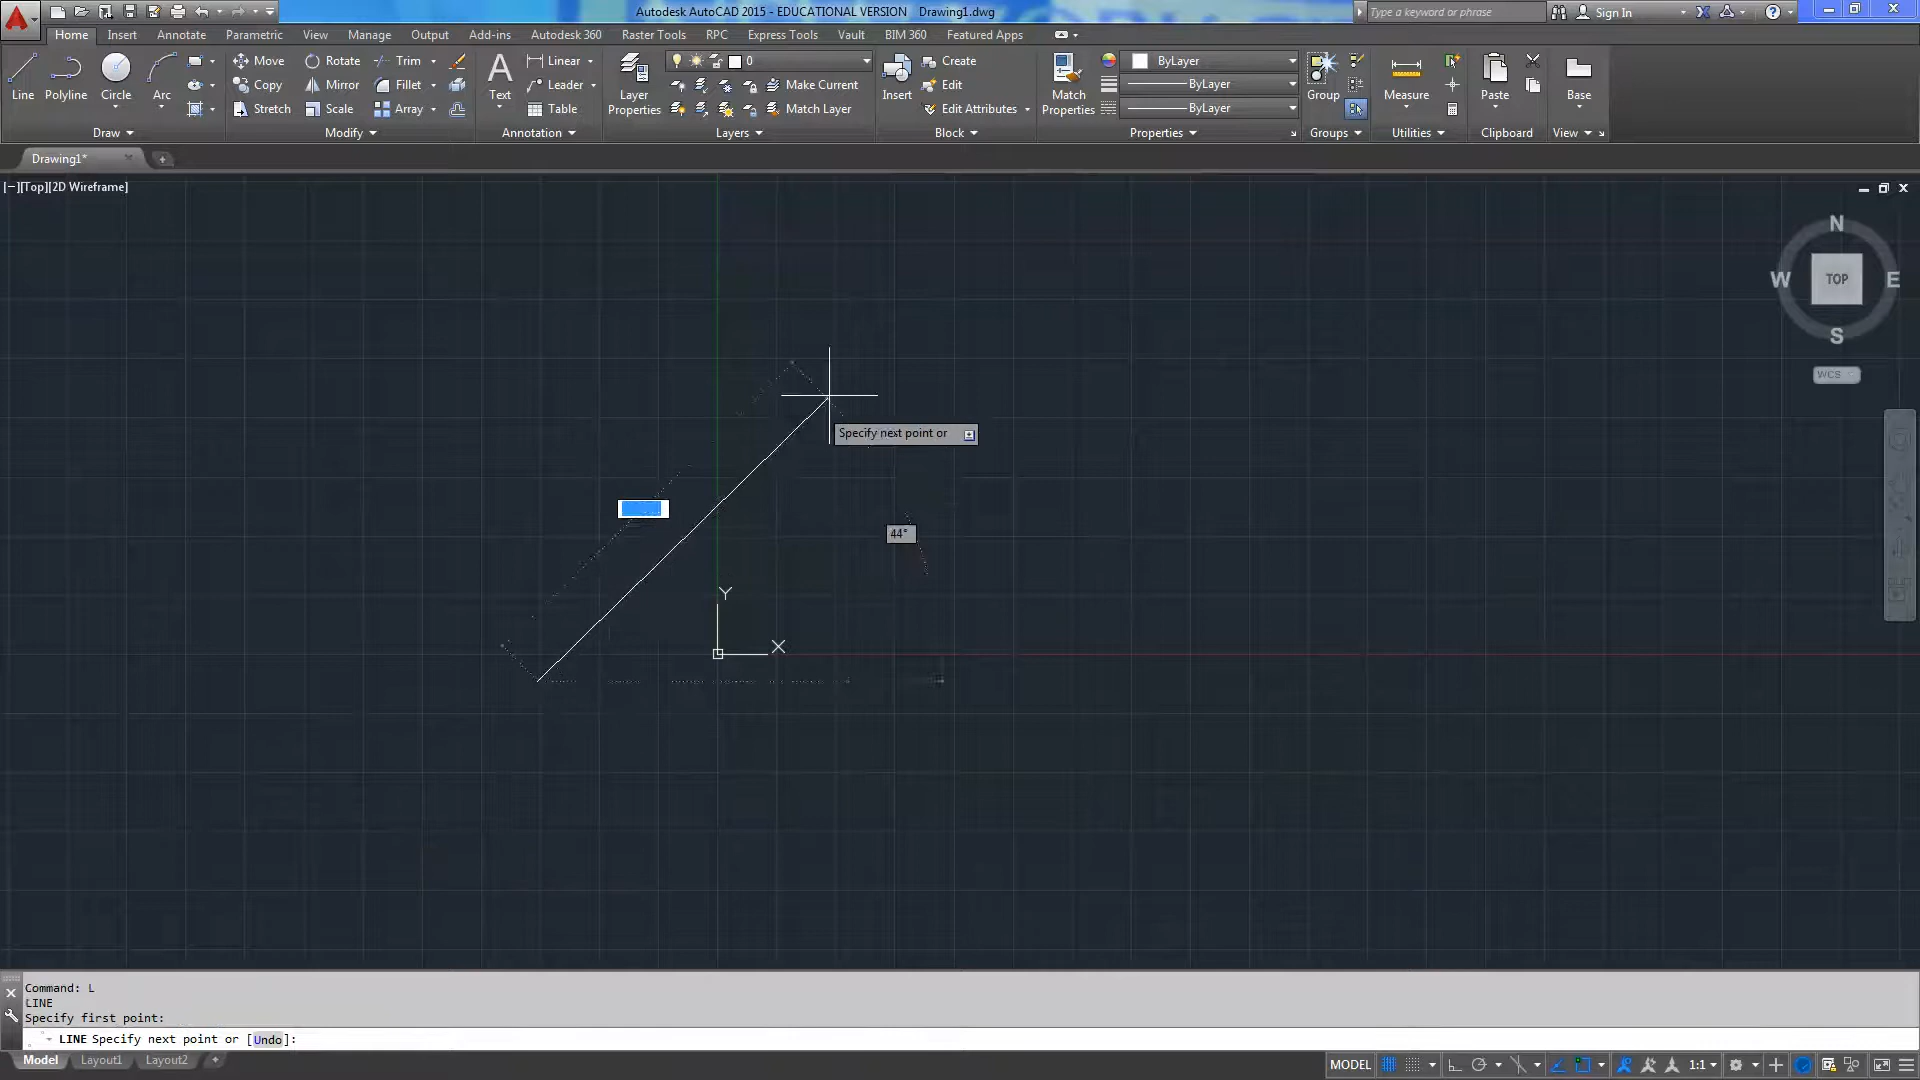 Autodesk AutoCAD 2015 - EDUCATIONAL VERSION Drawing1.dwg
Type a keyword or phrase
Sign In
Home Insert Annotate Parametric View Manage Output Add-ins Autodesk 360 Raster Tools RPC Express Tools Vault BIM 360 Featured Apps
Line Polyline Circle Arc
Move Rotate Trim
Copy Mirror Fillet
Stretch Scale Array
Text
Linear
Leader
Table
Layer Properties
0
Make Current
Match Layer
Insert
Create
Edit
Edit Attributes
Match Properties
ByLayer
ByLayer
ByLayer
Group
Measure
Paste
Base
Draw Modify Annotation Layers Block Properties Groups Utilities Clipboard View
Drawing1*
[−][Top][2D Wireframe]
N
W TOP E
S
WCS
Specify next point or
44°
Y
X
Command: L
LINE
Specify first point:
LINE Specify next point or [Undo]:
Model Layout1 Layout2 +
MODEL 1:1